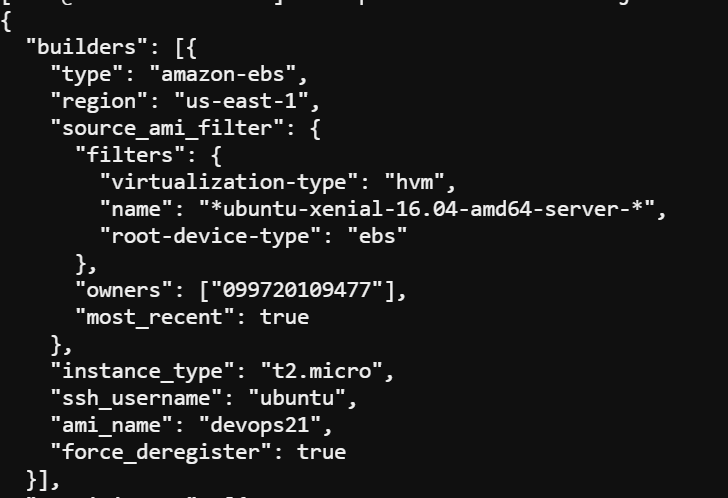 {
  "builders": [{
    "type": "amazon-ebs",
    "region": "us-east-1",
    "source_ami_filter": {
      "filters": {
        "virtualization-type": "hvm",
        "name": "*ubuntu-xenial-16.04-amd64-server-*",
        "root-device-type": "ebs"
      },
      "owners": ["099720109477"],
      "most_recent": true
    },
    "instance_type": "t2.micro",
    "ssh_username": "ubuntu",
    "ami_name": "devops21",
    "force_deregister": true
  }],